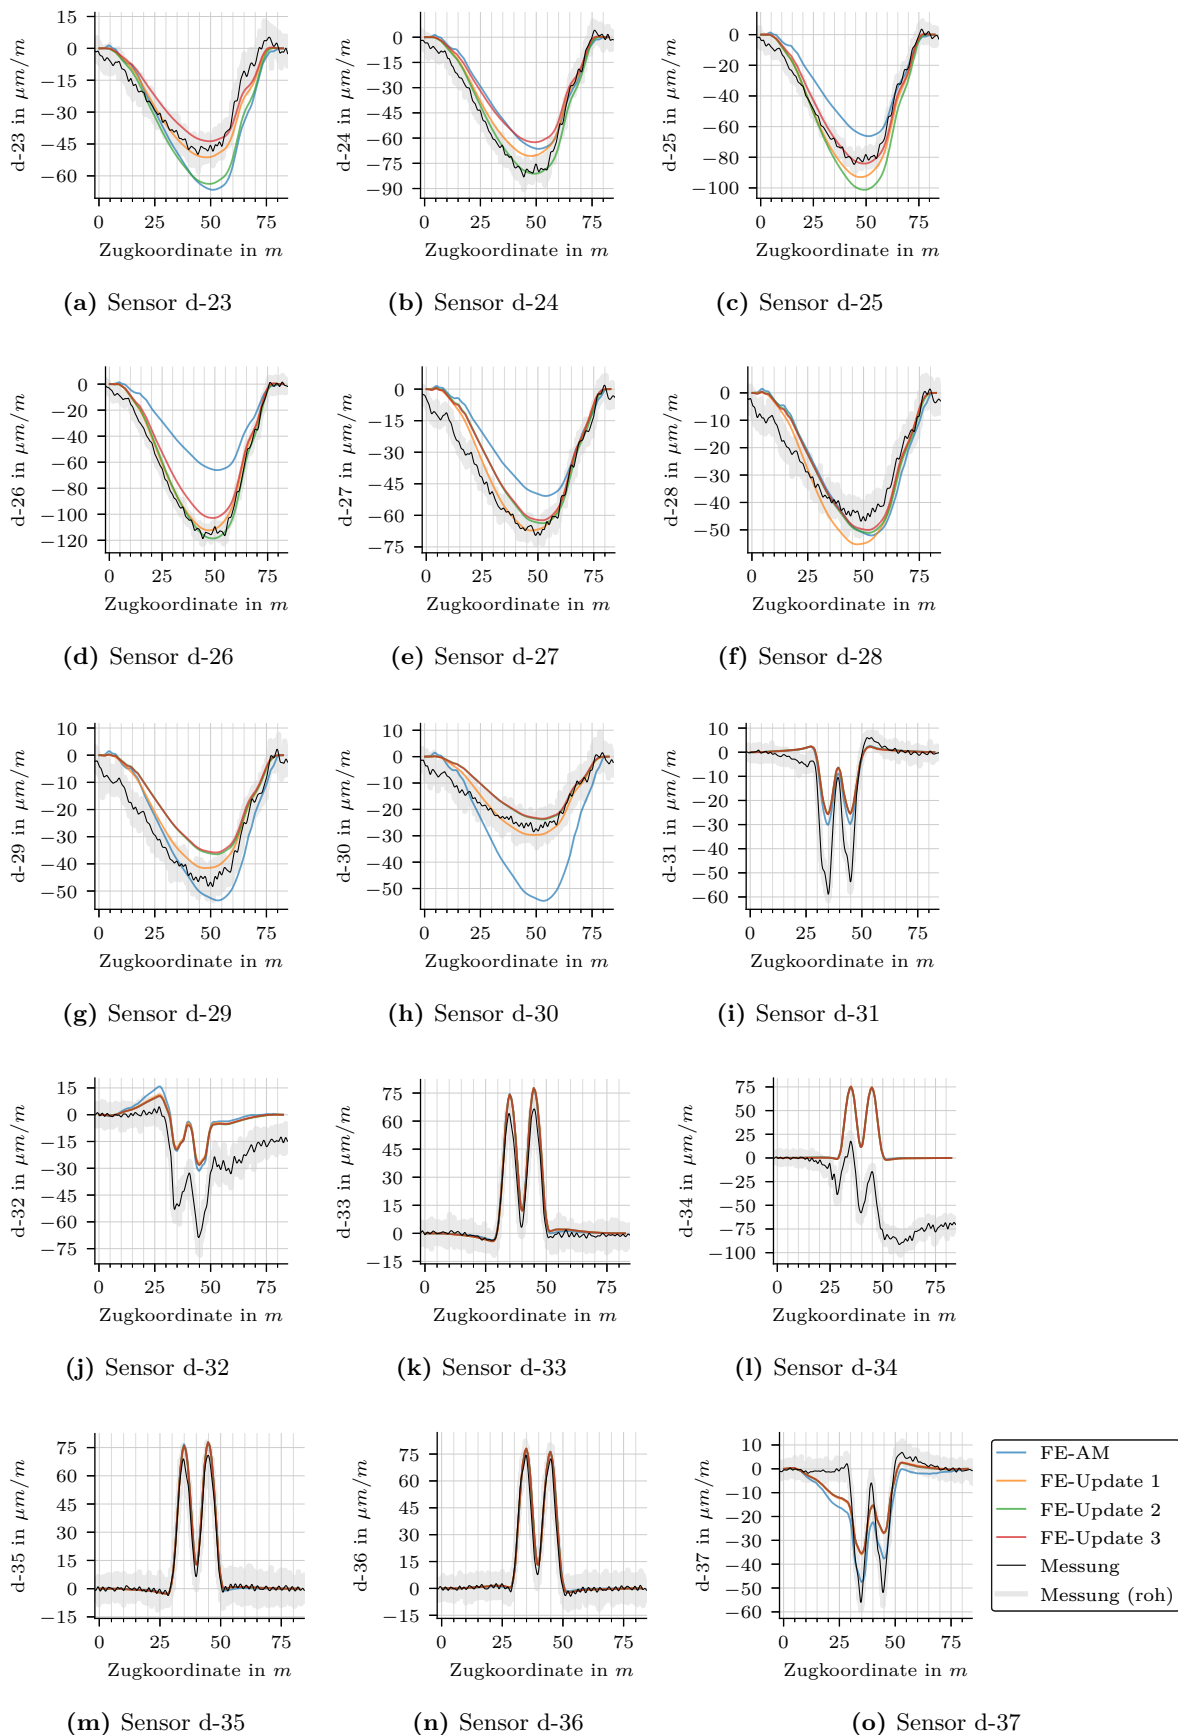 15
0
−15
−30
−45
−60
d-23 in μm/m
0 25 50 75
Zugkoordinate in m
(a) Sensor d-23
0
−15
−30
−45
−60
−75
−90
d-24 in μm/m
0 25 50 75
Zugkoordinate in m
(b) Sensor d-24
0
−20
−40
−60
−80
−100
d-25 in μm/m
0 25 50 75
Zugkoordinate in m
(c) Sensor d-25
0
−20
−40
−60
−80
−100
−120
d-26 in μm/m
0 25 50 75
Zugkoordinate in m
(d) Sensor d-26
0
−15
−30
−45
−60
−75
d-27 in μm/m
0 25 50 75
Zugkoordinate in m
(e) Sensor d-27
0
−10
−20
−30
−40
−50
d-28 in μm/m
0 25 50 75
Zugkoordinate in m
(f) Sensor d-28
10
0
−10
−20
−30
−40
−50
d-29 in μm/m
0 25 50 75
Zugkoordinate in m
(g) Sensor d-29
10
0
−10
−20
−30
−40
−50
d-30 in μm/m
0 25 50 75
Zugkoordinate in m
(h) Sensor d-30
10
0
−10
−20
−30
−40
−50
−60
d-31 in μm/m
0 25 50 75
Zugkoordinate in m
(i) Sensor d-31
15
0
−15
−30
−45
−60
−75
d-32 in μm/m
0 25 50 75
Zugkoordinate in m
(j) Sensor d-32
75
60
45
30
15
0
−15
d-33 in μm/m
0 25 50 75
Zugkoordinate in m
(k) Sensor d-33
75
50
25
0
−25
−50
−75
−100
d-34 in μm/m
0 25 50 75
Zugkoordinate in m
(l) Sensor d-34
75
60
45
30
15
0
−15
d-35 in μm/m
0 25 50 75
Zugkoordinate in m
(m) Sensor d-35
75
60
45
30
15
0
−15
d-36 in μm/m
0 25 50 75
Zugkoordinate in m
(n) Sensor d-36
10
0
−10
−20
−30
−40
−50
−60
d-37 in μm/m
0 25 50 75
Zugkoordinate in m
(o) Sensor d-37
FE-AM
FE-Update 1
FE-Update 2
FE-Update 3
Messung
Messung (roh)